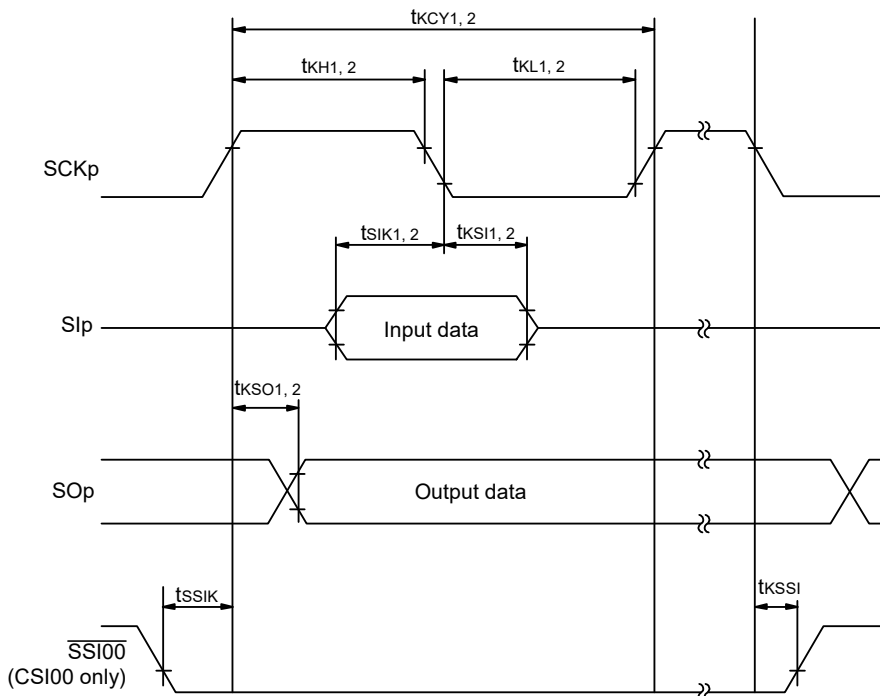 tKCY1, 2
tKH1, 2
tKL1, 2
SCKp
tSIK1, 2
tKSI1, 2
SIp
Input data
tKSO1, 2
SOp
Output data
tSSIK
tKSSI
SSI00
(CSI00 only)